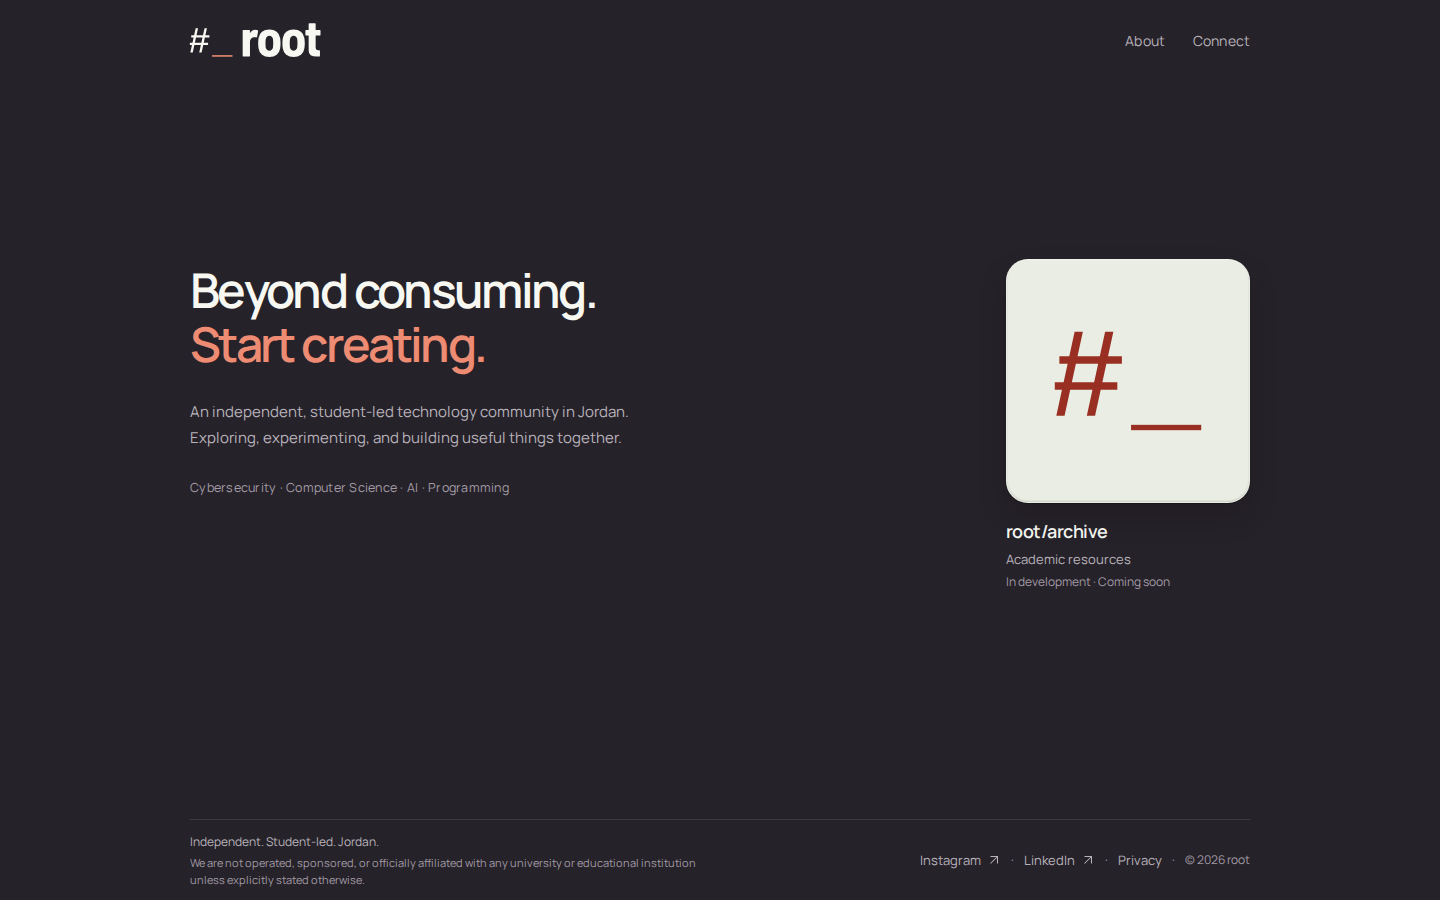 #_ root
About
Connect
Beyond consuming.
Start creating.
An independent, student-led technology community in Jordan.
Exploring, experimenting, and building useful things together.
Cybersecurity · Computer Science · AI · Programming
#_
root/archive
Academic resources
In development · Coming soon
Independent. Student-led. Jordan.
We are not operated, sponsored, or officially affiliated with any university or educational institution
unless explicitly stated otherwise.
Instagram ↗ · LinkedIn ↗ · Privacy · © 2026 root